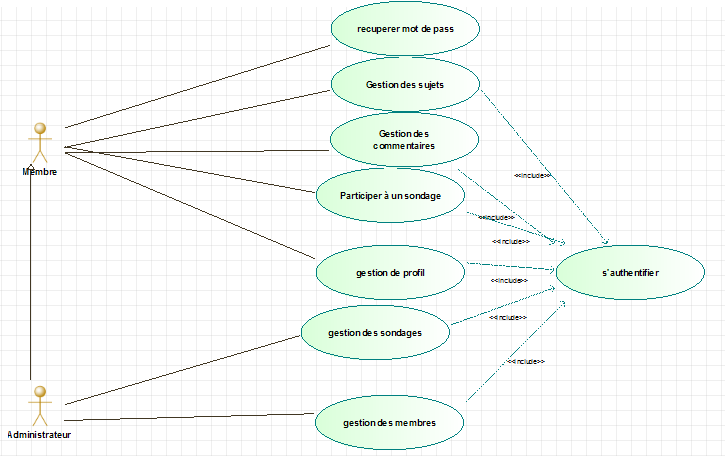 recuperer mot de pass
Gestion des sujets
Gestion des
commentaires
<<include>>
Membre
Participer à un sondage
<<include>>
<<include>>
gestion de profil
s'authentifier
<<include>>
<<include>>
gestion des sondages
<<include>>
gestion des membres
Administrateur